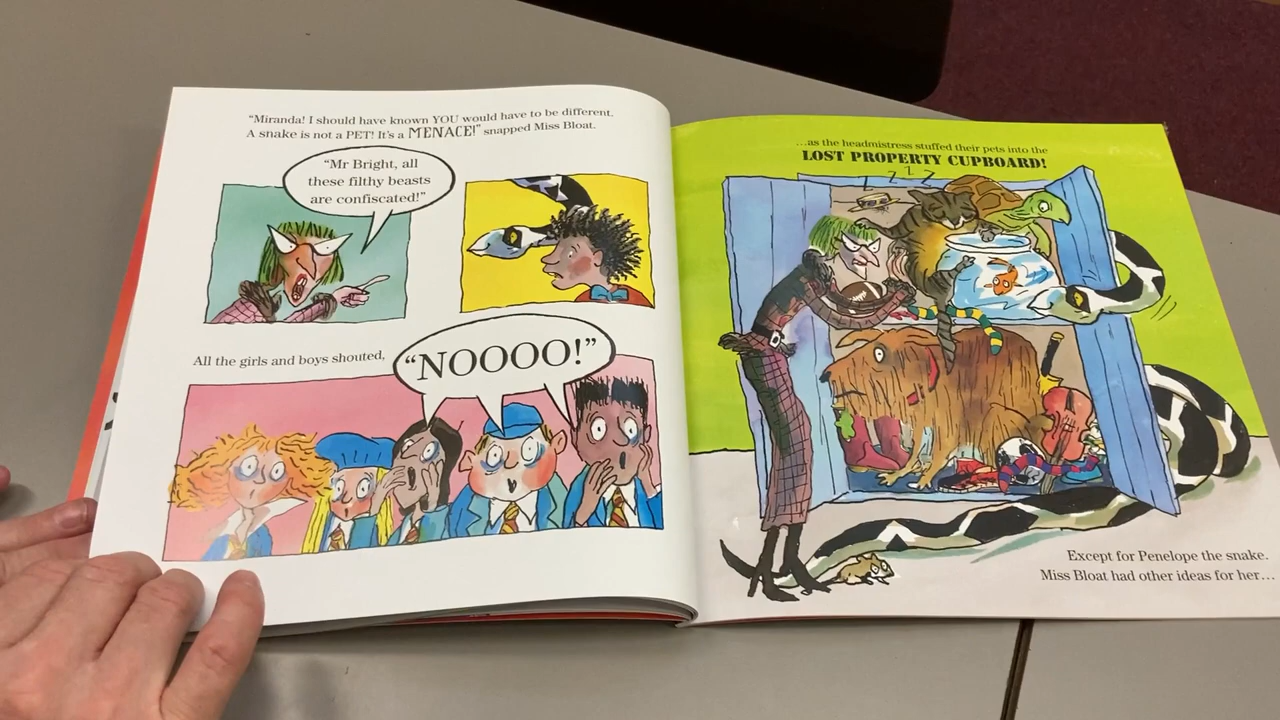 "Miranda! I should have known YOU would have to be different.
A snake is not a PET! It's a MENACE!" snapped Miss Bloat.
"Mr Bright, all
these filthy beasts
are confiscated!"
All the girls and boys shouted,
"NOOOO!"
...as the headmistress stuffed their pets into the
LOST PROPERTY CUPBOARD!
Z Z Z Z
Except for Penelope the snake.
Miss Bloat had other ideas for her...